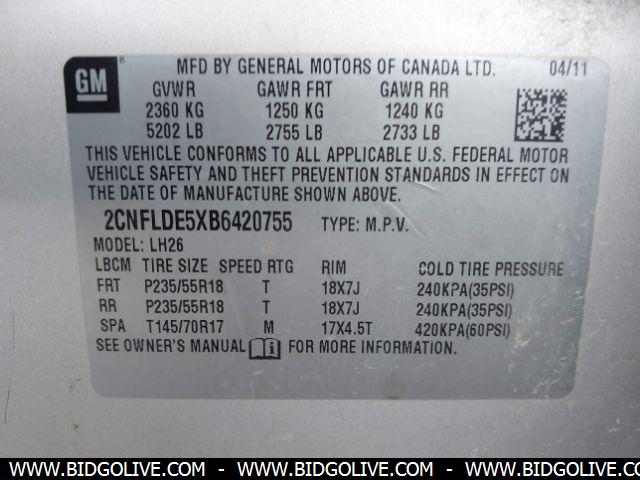 GM ® MFD BY GENERAL MOTORS OF CANADA LTD. 04/11
GVWR GAWR FRT GAWR RR
2360 KG 1250 KG 1240 KG
5202 LB 2755 LB 2733 LB
THIS VEHICLE CONFORMS TO ALL APPLICABLE U.S. FEDERAL MOTOR
VEHICLE SAFETY AND THEFT PREVENTION STANDARDS IN EFFECT ON
THE DATE OF MANUFACTURE SHOWN ABOVE.
2CNFLDE5XB6420755 TYPE: M.P.V.
MODEL: LH26
LBCM TIRE SIZE SPEED RTG RIM COLD TIRE PRESSURE
FRT P235/55R18 T 18X7J 240KPA(35PSI)
RR P235/55R18 T 18X7J 240KPA(35PSI)
SPA T145/70R17 M 17X4.5T 420KPA(60PSI)
SEE OWNER'S MANUAL FOR MORE INFORMATION.
WWW.BIDGOLIVE.COM - WWW.BIDGOLIVE.COM - WWW.BIDGOLIVE.COM